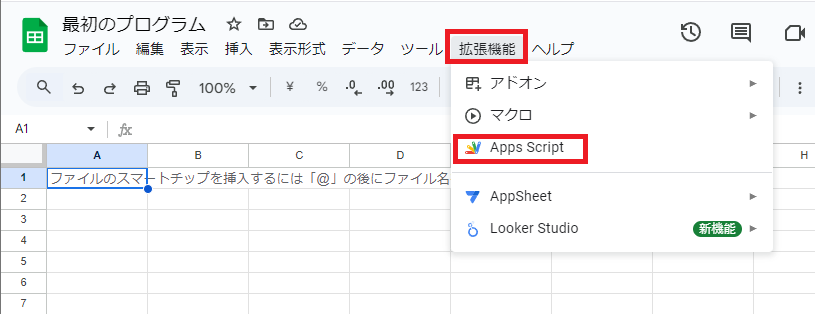 最初のプログラム
ファイル 編集 表示 挿入 表示形式 データ ツール 拡張機能 ヘルプ
100% ¥ % .0 .00 123
アドオン
マクロ
Apps Script
AppSheet
Looker Studio 新機能
A1 fx
A B C D H
1 ファイルのスマートチップを挿入するには「@」の後にファイル名
2
3
4
5
6
7